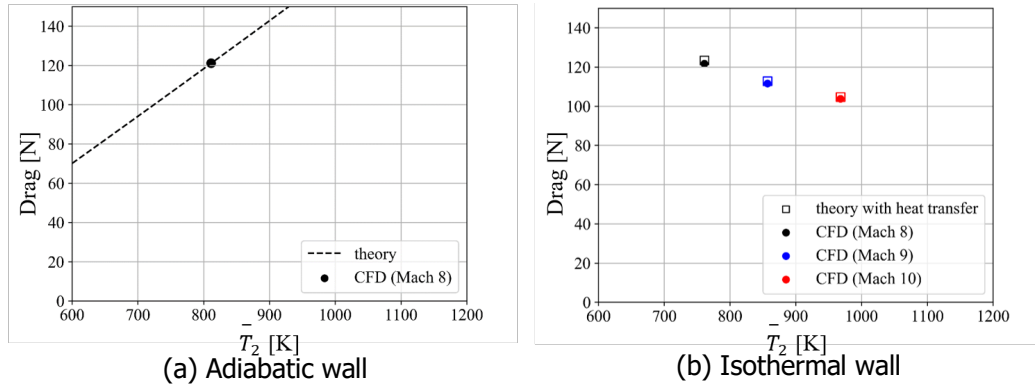 140
120
100
80
60
40
20
0
Drag [N]
theory
CFD (Mach 8)
600 700 800 900 1000 1100 1200
T̄₂ [K]
(a) Adiabatic wall
140
120
100
80
60
40
20
0
Drag [N]
theory with heat transfer
CFD (Mach 8)
CFD (Mach 9)
CFD (Mach 10)
600 700 800 900 1000 1100 1200
T̄₂ [K]
(b) Isothermal wall